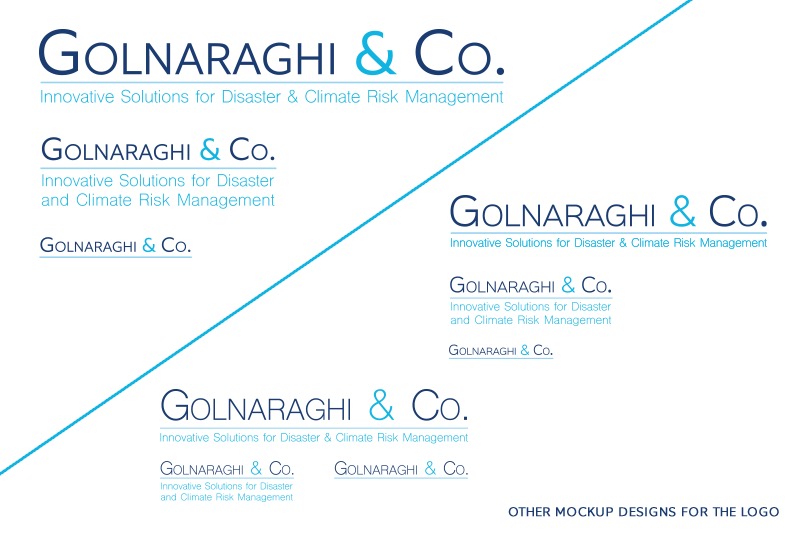 GOLNARAGHI & CO.
Innovative Solutions for Disaster & Climate Risk Management
GOLNARAGHI & CO.
Innovative Solutions for Disaster
and Climate Risk Management
GOLNARAGHI & CO.
GOLNARAGHI & CO.
Innovative Solutions for Disaster & Climate Risk Management
GOLNARAGHI & CO.
Innovative Solutions for Disaster
and Climate Risk Management
GOLNARAGHI & CO.
GOLNARAGHI & CO.
Innovative Solutions for Disaster & Climate Risk Management
GOLNARAGHI & CO.
Innovative Solutions for Disaster
and Climate Risk Management
GOLNARAGHI & CO.
OTHER MOCKUP DESIGNS FOR THE LOGO